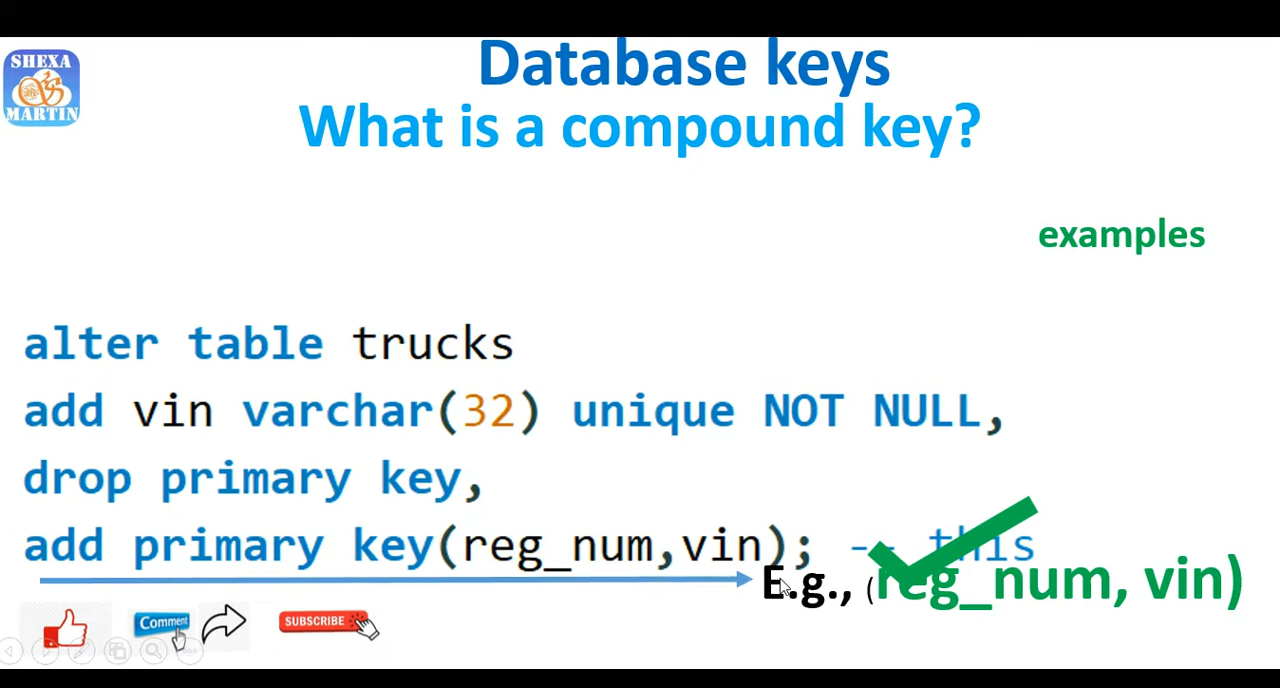 SHEXA
MARTIN
Database keys
What is a compound key?
examples
alter table trucks
add vin varchar(32) unique NOT NULL,
drop primary key,
add primary key(reg_num,vin); -- this
E.g., (reg_num, vin)
Comment
SUBSCRIBE